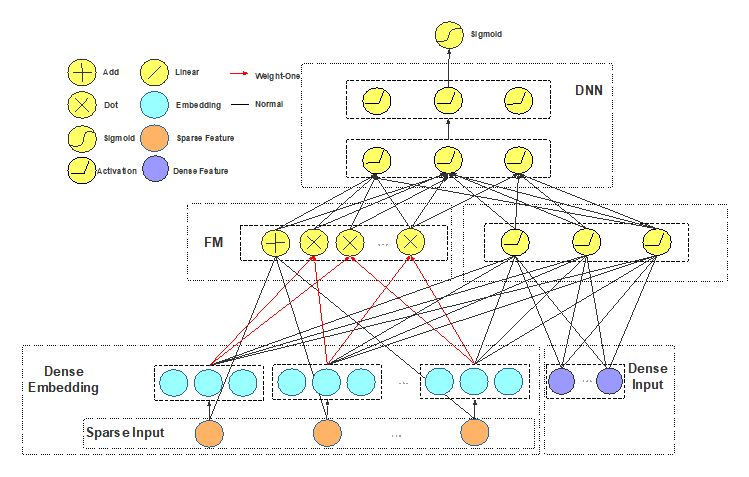 Sigmoid
Add
Linear
Weight-One
DNN
Dot
Embedding
Normal
Sigmoid
Sparse Feature
Activation
Dense Feature
FM
...
Dense
Embedding
...
...
Dense
Input
Sparse Input
...